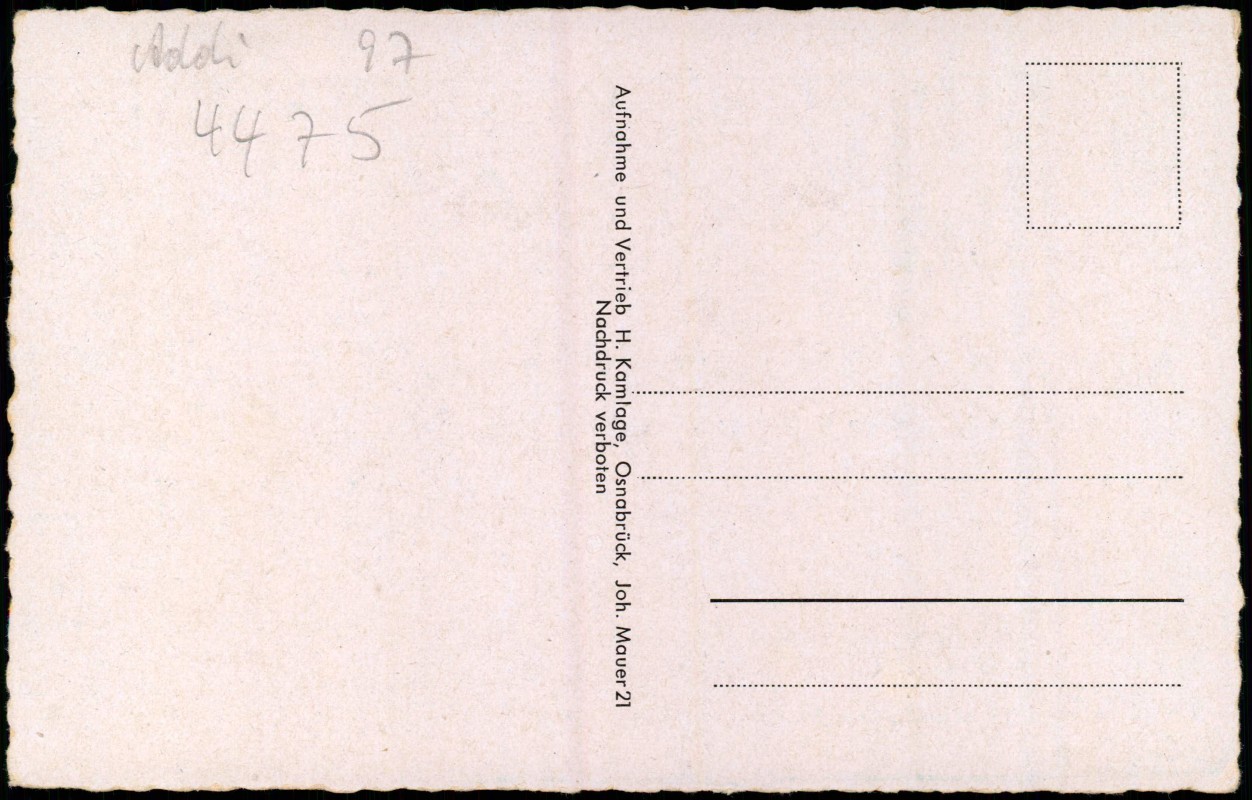 Addi 97
4475
Aufnahme und Vertrieb H. Kamlage, Osnabrück, Joh. Mauer 21
Nachdruck verboten